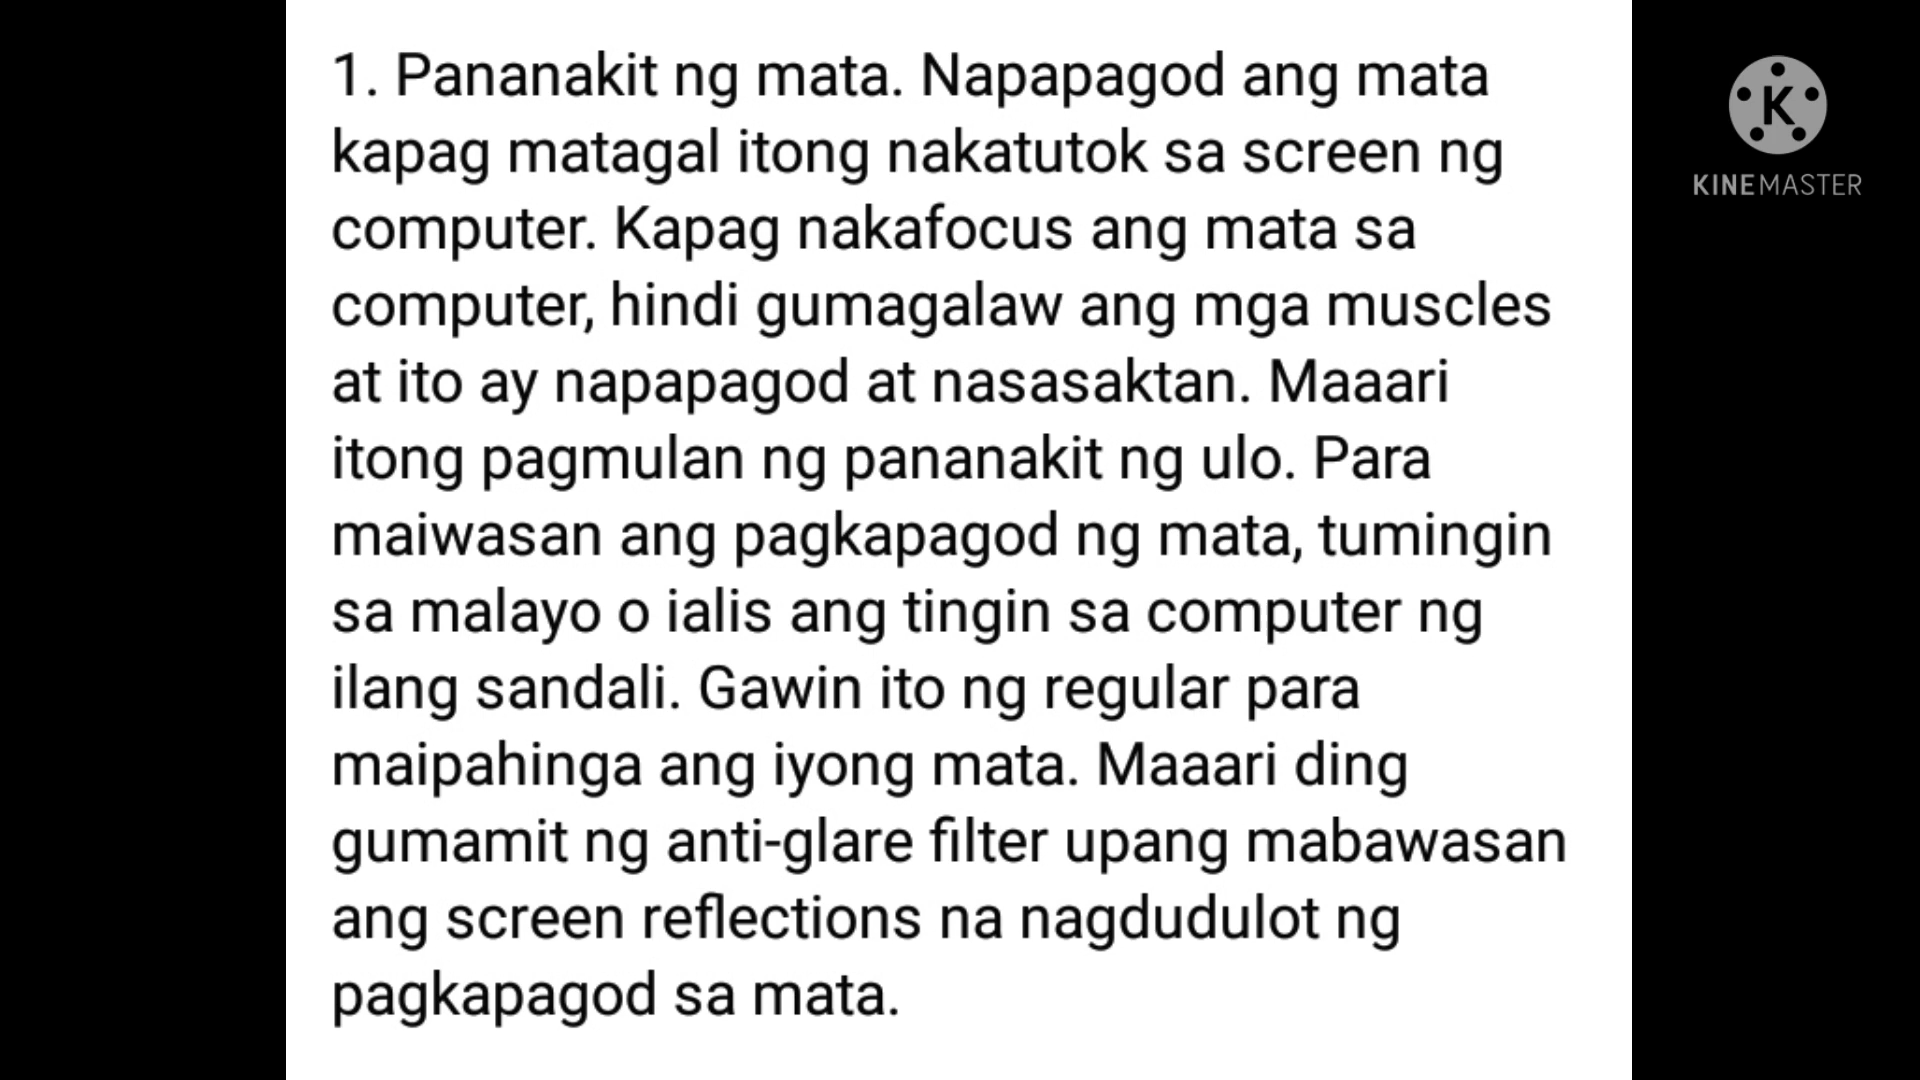 1. Pananakit ng mata. Napapagod ang mata
kapag matagal itong nakatutok sa screen ng
computer. Kapag nakafocus ang mata sa
computer, hindi gumagalaw ang mga muscles
at ito ay napapagod at nasasaktan. Maaari
itong pagmulan ng pananakit ng ulo. Para
maiwasan ang pagkapagod ng mata, tumingin
sa malayo o ialis ang tingin sa computer ng
ilang sandali. Gawin ito ng regular para
maipahinga ang iyong mata. Maaari ding
gumamit ng anti-glare filter upang mabawasan
ang screen reflections na nagdudulot ng
pagkapagod sa mata.
K
KINEMASTER